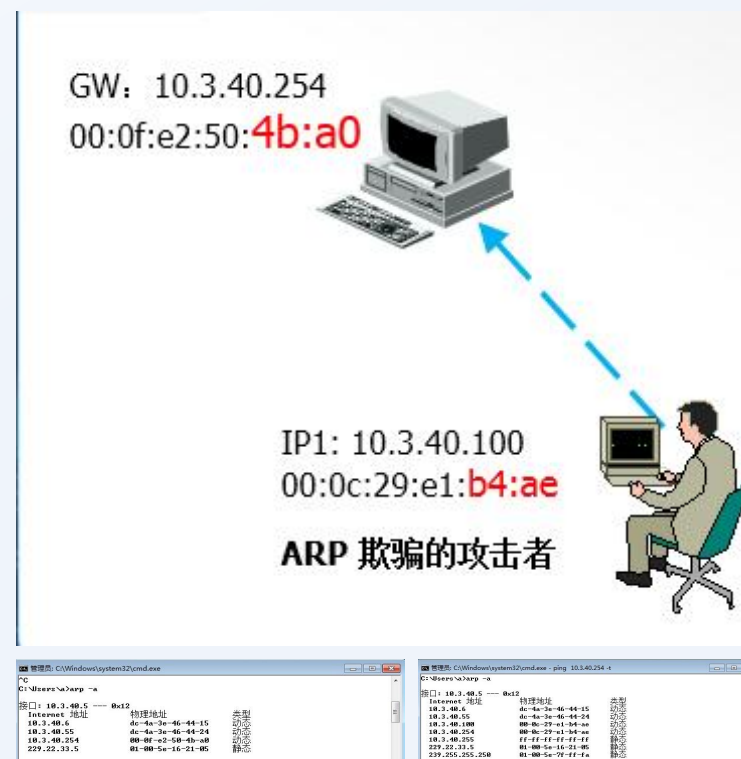 GW: 10.3.40.254
00:0f:e2:50:4b:a0
IP1: 10.3.40.100
00:0c:29:e1:b4:ae
ARP 欺骗的攻击者
管理员: C:\Windows\system32\cmd.exe
^C
C:\Users\a>arp -a
接口: 10.3.40.5 --- 0x12
Internet 地址 物理地址 类型
10.3.40.6 dc-4a-3e-46-44-15 动态
10.3.40.55 dc-4a-3e-46-44-24 动态
10.3.40.254 00-0f-e2-50-4b-a0 动态
229.22.33.5 01-00-5e-16-21-05 静态
管理员: C:\Windows\system32\cmd.exe - ping 10.3.40.254 -t
C:\Users\a>arp -a
接口: 10.3.40.5 --- 0x12
Internet 地址 物理地址 类型
10.3.40.6 dc-4a-3e-46-44-15 动态
10.3.40.55 dc-4a-3e-46-44-24 动态
10.3.40.100 00-0c-29-e1-b4-ae 动态
10.3.40.254 00-0c-29-e1-b4-ae 动态
10.3.40.255 ff-ff-ff-ff-ff-ff 静态
229.22.33.5 01-00-5e-16-21-05 静态
239.255.255.250 01-00-5e-7f-ff-fa 静态